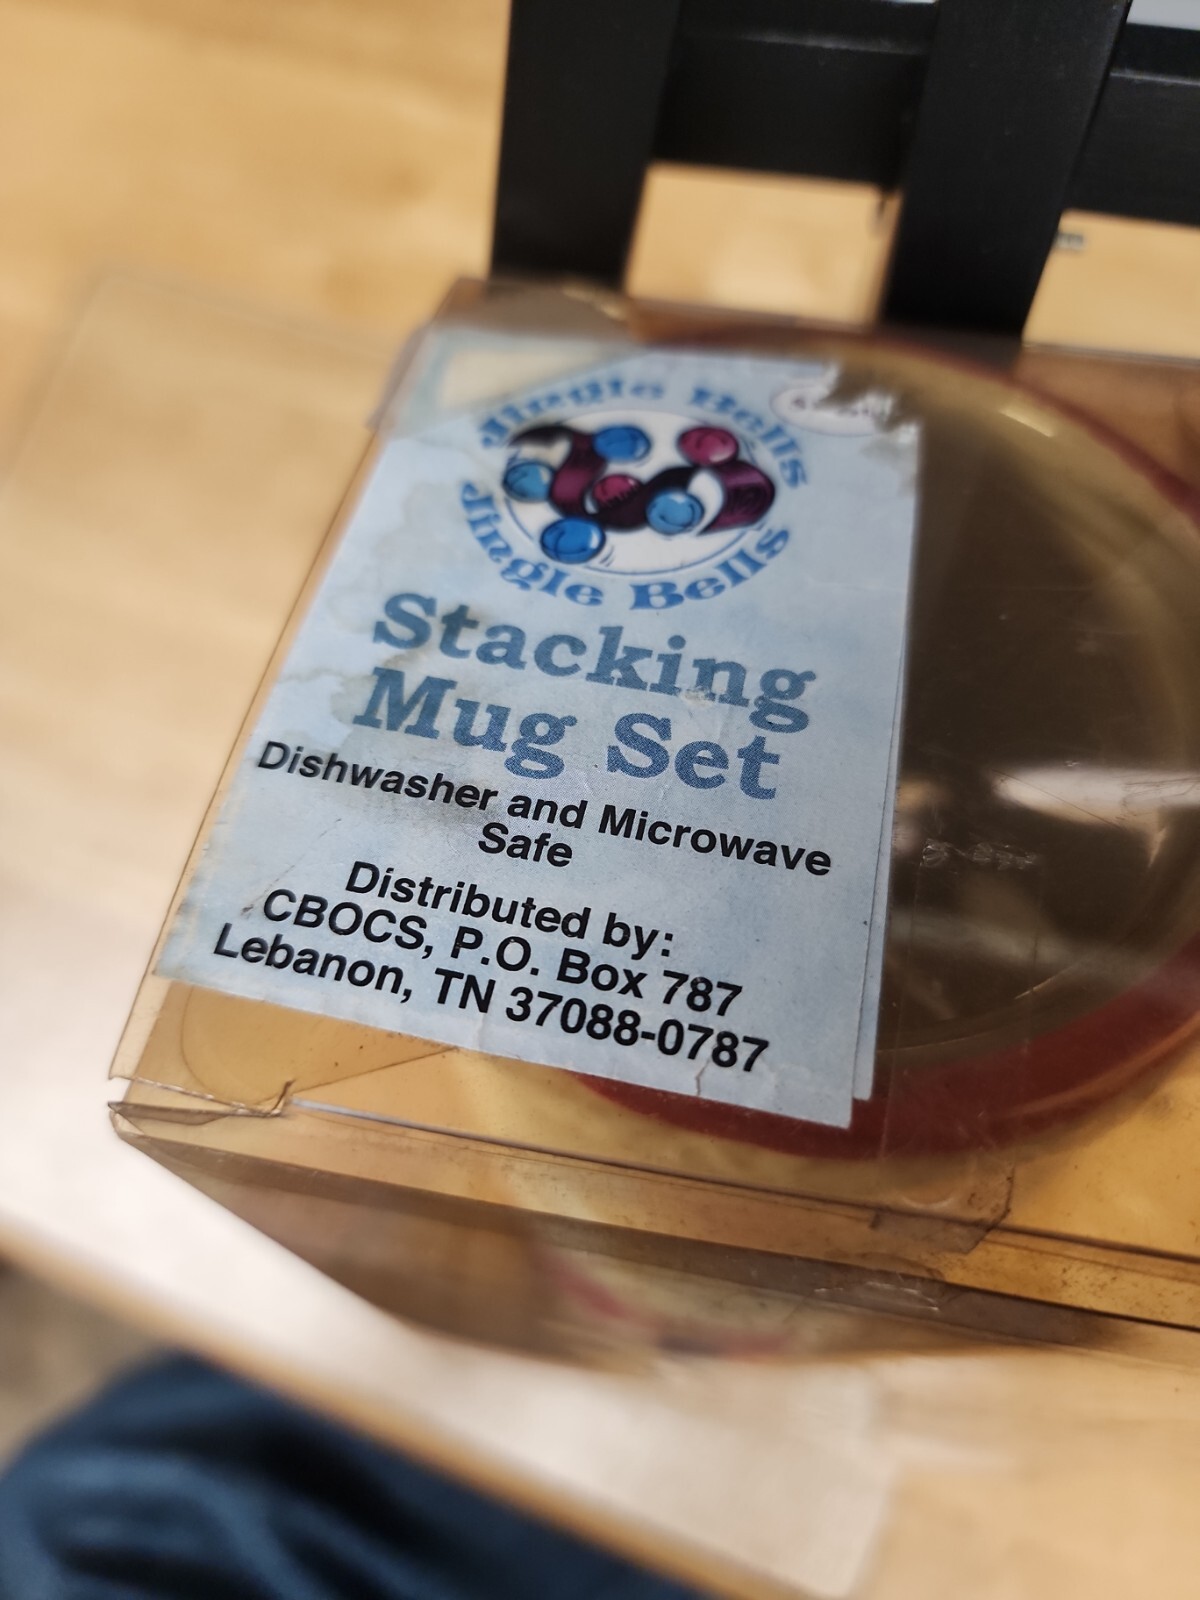 Jingle Bells
Jingle Bells
Stacking
Mug Set
Dishwasher and Microwave
Safe
Distributed by:
CBOCS, P.O. Box 787
Lebanon, TN 37088-0787